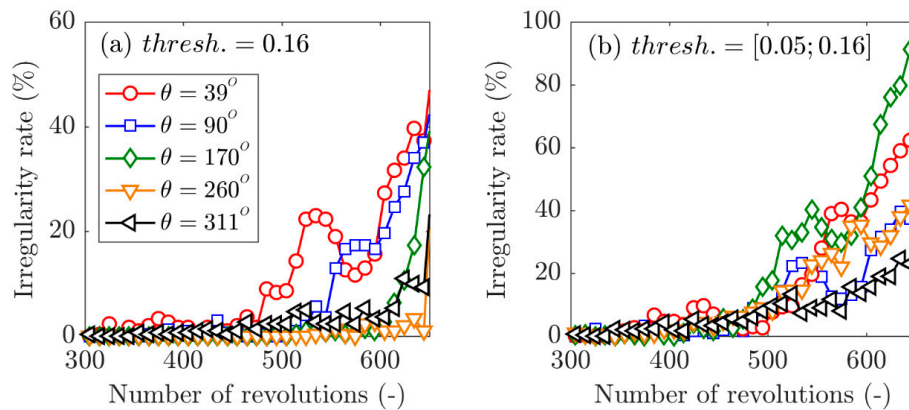 (a) thresh. = 0.16
Irregularity rate (%)
60
40
20
0
θ = 39°
θ = 90°
θ = 170°
θ = 260°
θ = 311°
300 400 500 600
Number of revolutions (-)
(b) thresh. = [0.05; 0.16]
Irregularity rate (%)
100
80
60
40
20
0
300 400 500 600
Number of revolutions (-)